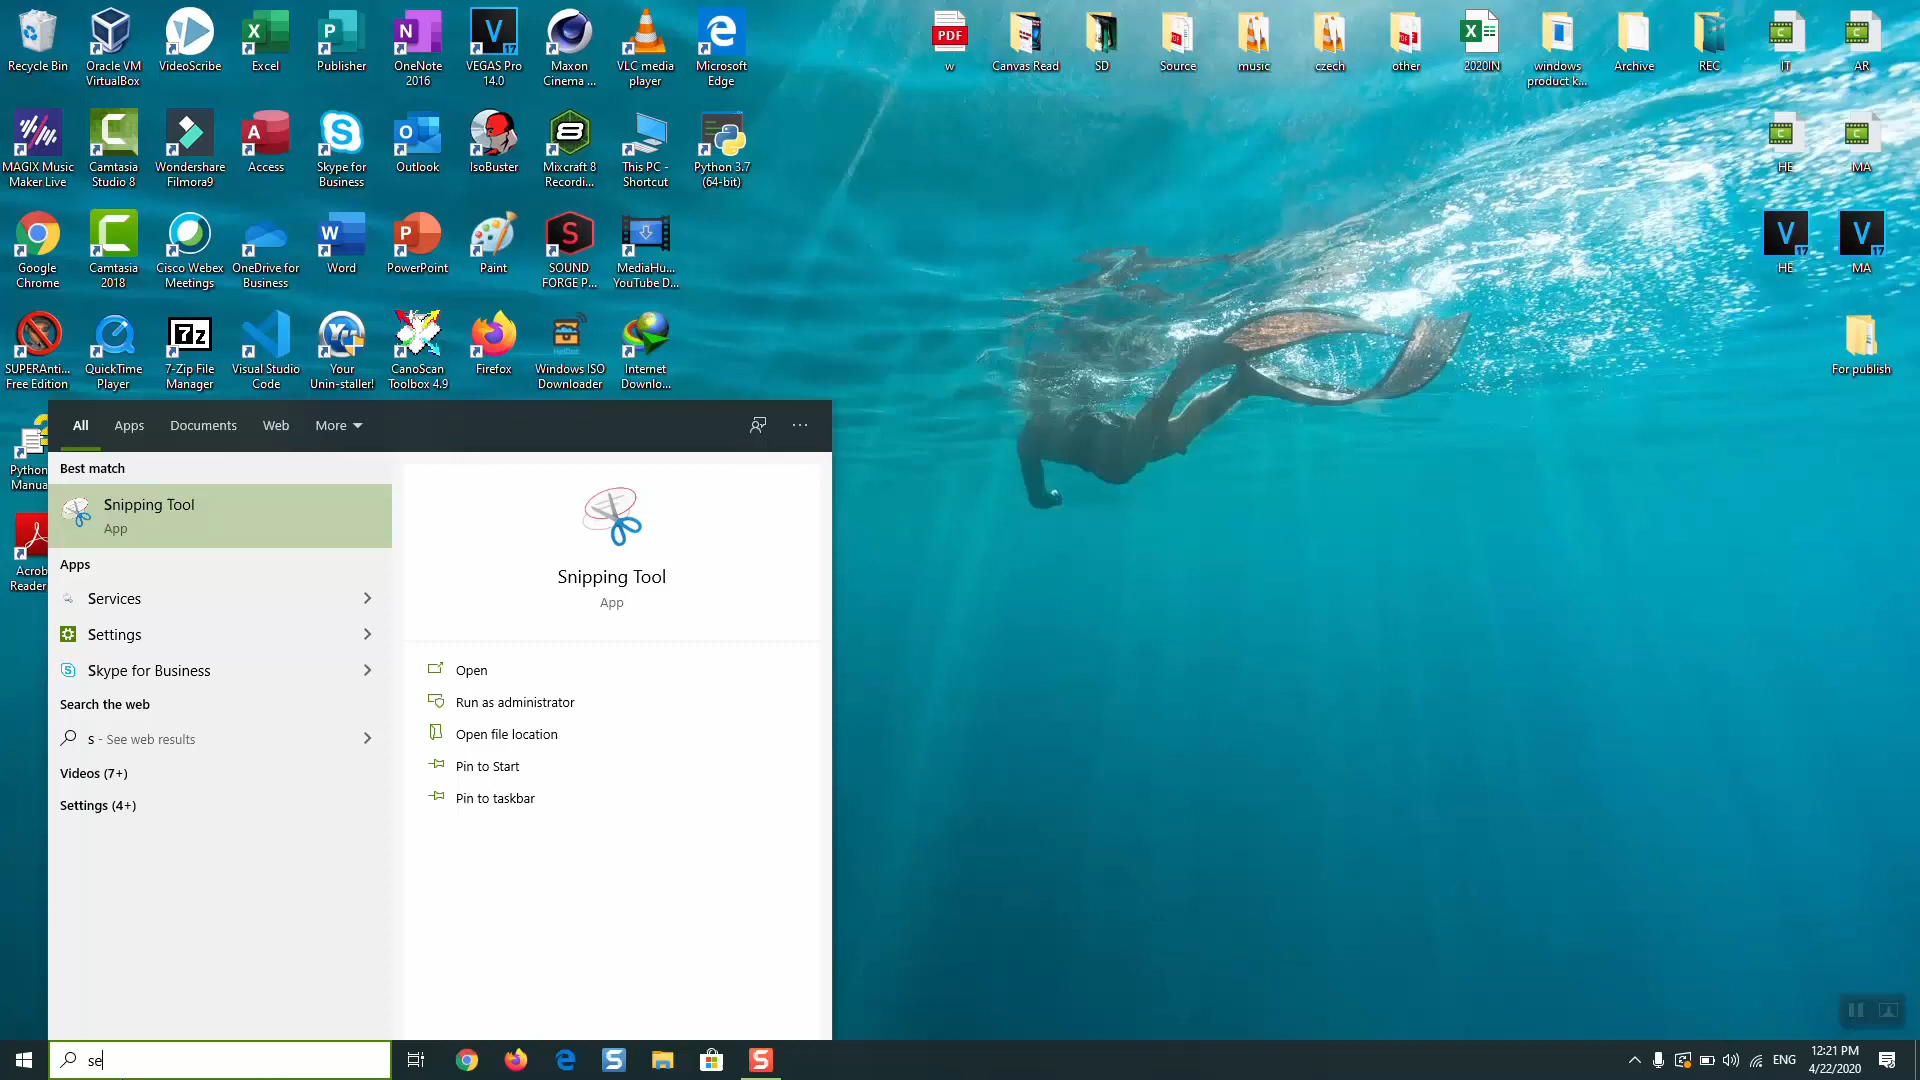 Recycle Bin
Oracle VM
VirtualBox
VideoScribe
Excel
Publisher
OneNote
2016
VEGAS Pro
14.0
Maxon
Cinema ...
VLC media
player
Microsoft
Edge
w
Canvas Read
SD
Source
music
czech
other
2020IN
windows
product k...
Archive
REC
IT
AR
MAGIX Music
Maker Live
Camtasia
Studio 8
Wondershare
Filmora9
Access
Skype for
Business
Outlook
IsoBuster
Mixcraft 8
Recordi...
This PC -
Shortcut
Python 3.7
(64-bit)
HE
MA
Google
Chrome
Camtasia
2018
Cisco Webex
Meetings
OneDrive for
Business
Word
PowerPoint
Paint
SOUND
FORGE P...
MediaHu...
YouTube D...
HE
MA
SUPERAnti...
Free Edition
QuickTime
Player
7-Zip File
Manager
Visual Studio
Code
Your
Unin-staller!
CanoScan
Toolbox 4.9
Firefox
Windows ISO
Downloader
Internet
Downlo...
For publish
Python
Manua
Acrob
Reader
All
Apps
Documents
Web
More
Best match
Snipping Tool
App
Apps
Services
Settings
Skype for Business
Search the web
s - See web results
Videos (7+)
Settings (4+)
Snipping Tool
App
Open
Run as administrator
Open file location
Pin to Start
Pin to taskbar
se
ENG
12:21 PM
4/22/2020